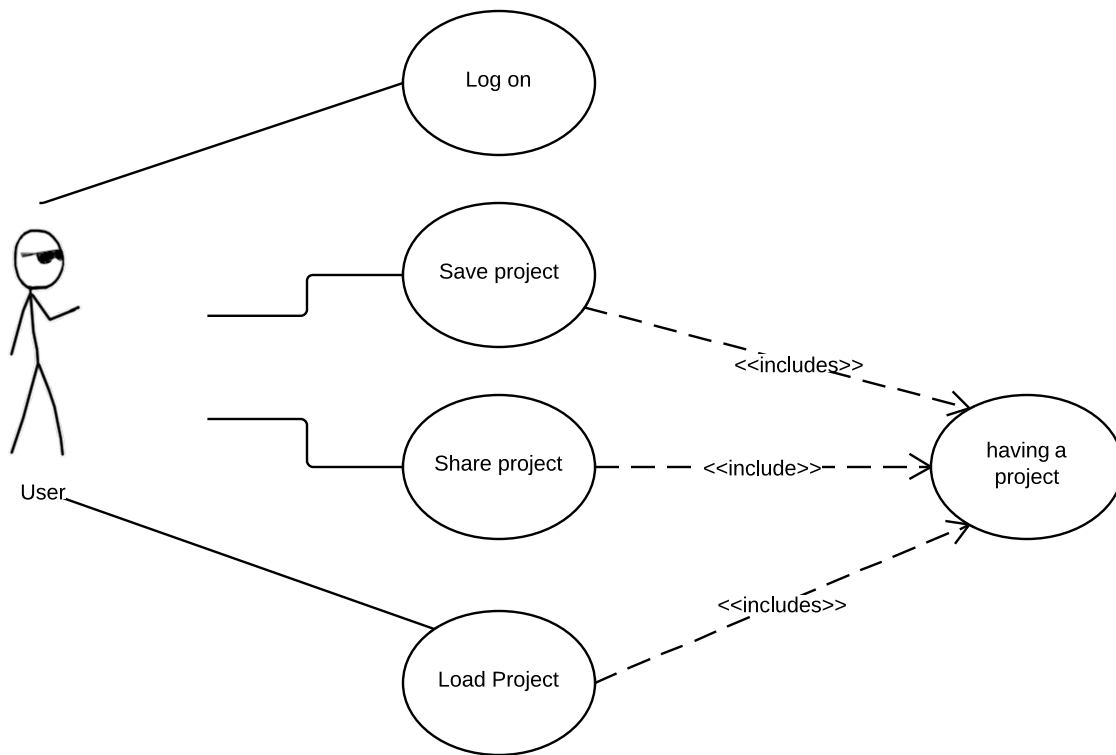 Log on
Save project
<<includes>>
having a
project
Share project
<<include>>
User
<<includes>>
Load Project